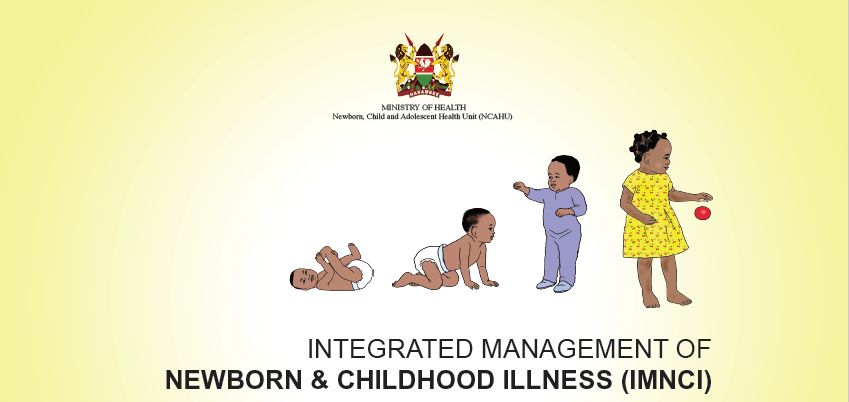 HARAMBEE
MINISTRY OF HEALTH
Newborn, Child and Adolescent Health Unit (NCAHU)
INTEGRATED MANAGEMENT OF
NEWBORN & CHILDHOOD ILLNESS (IMNCI)